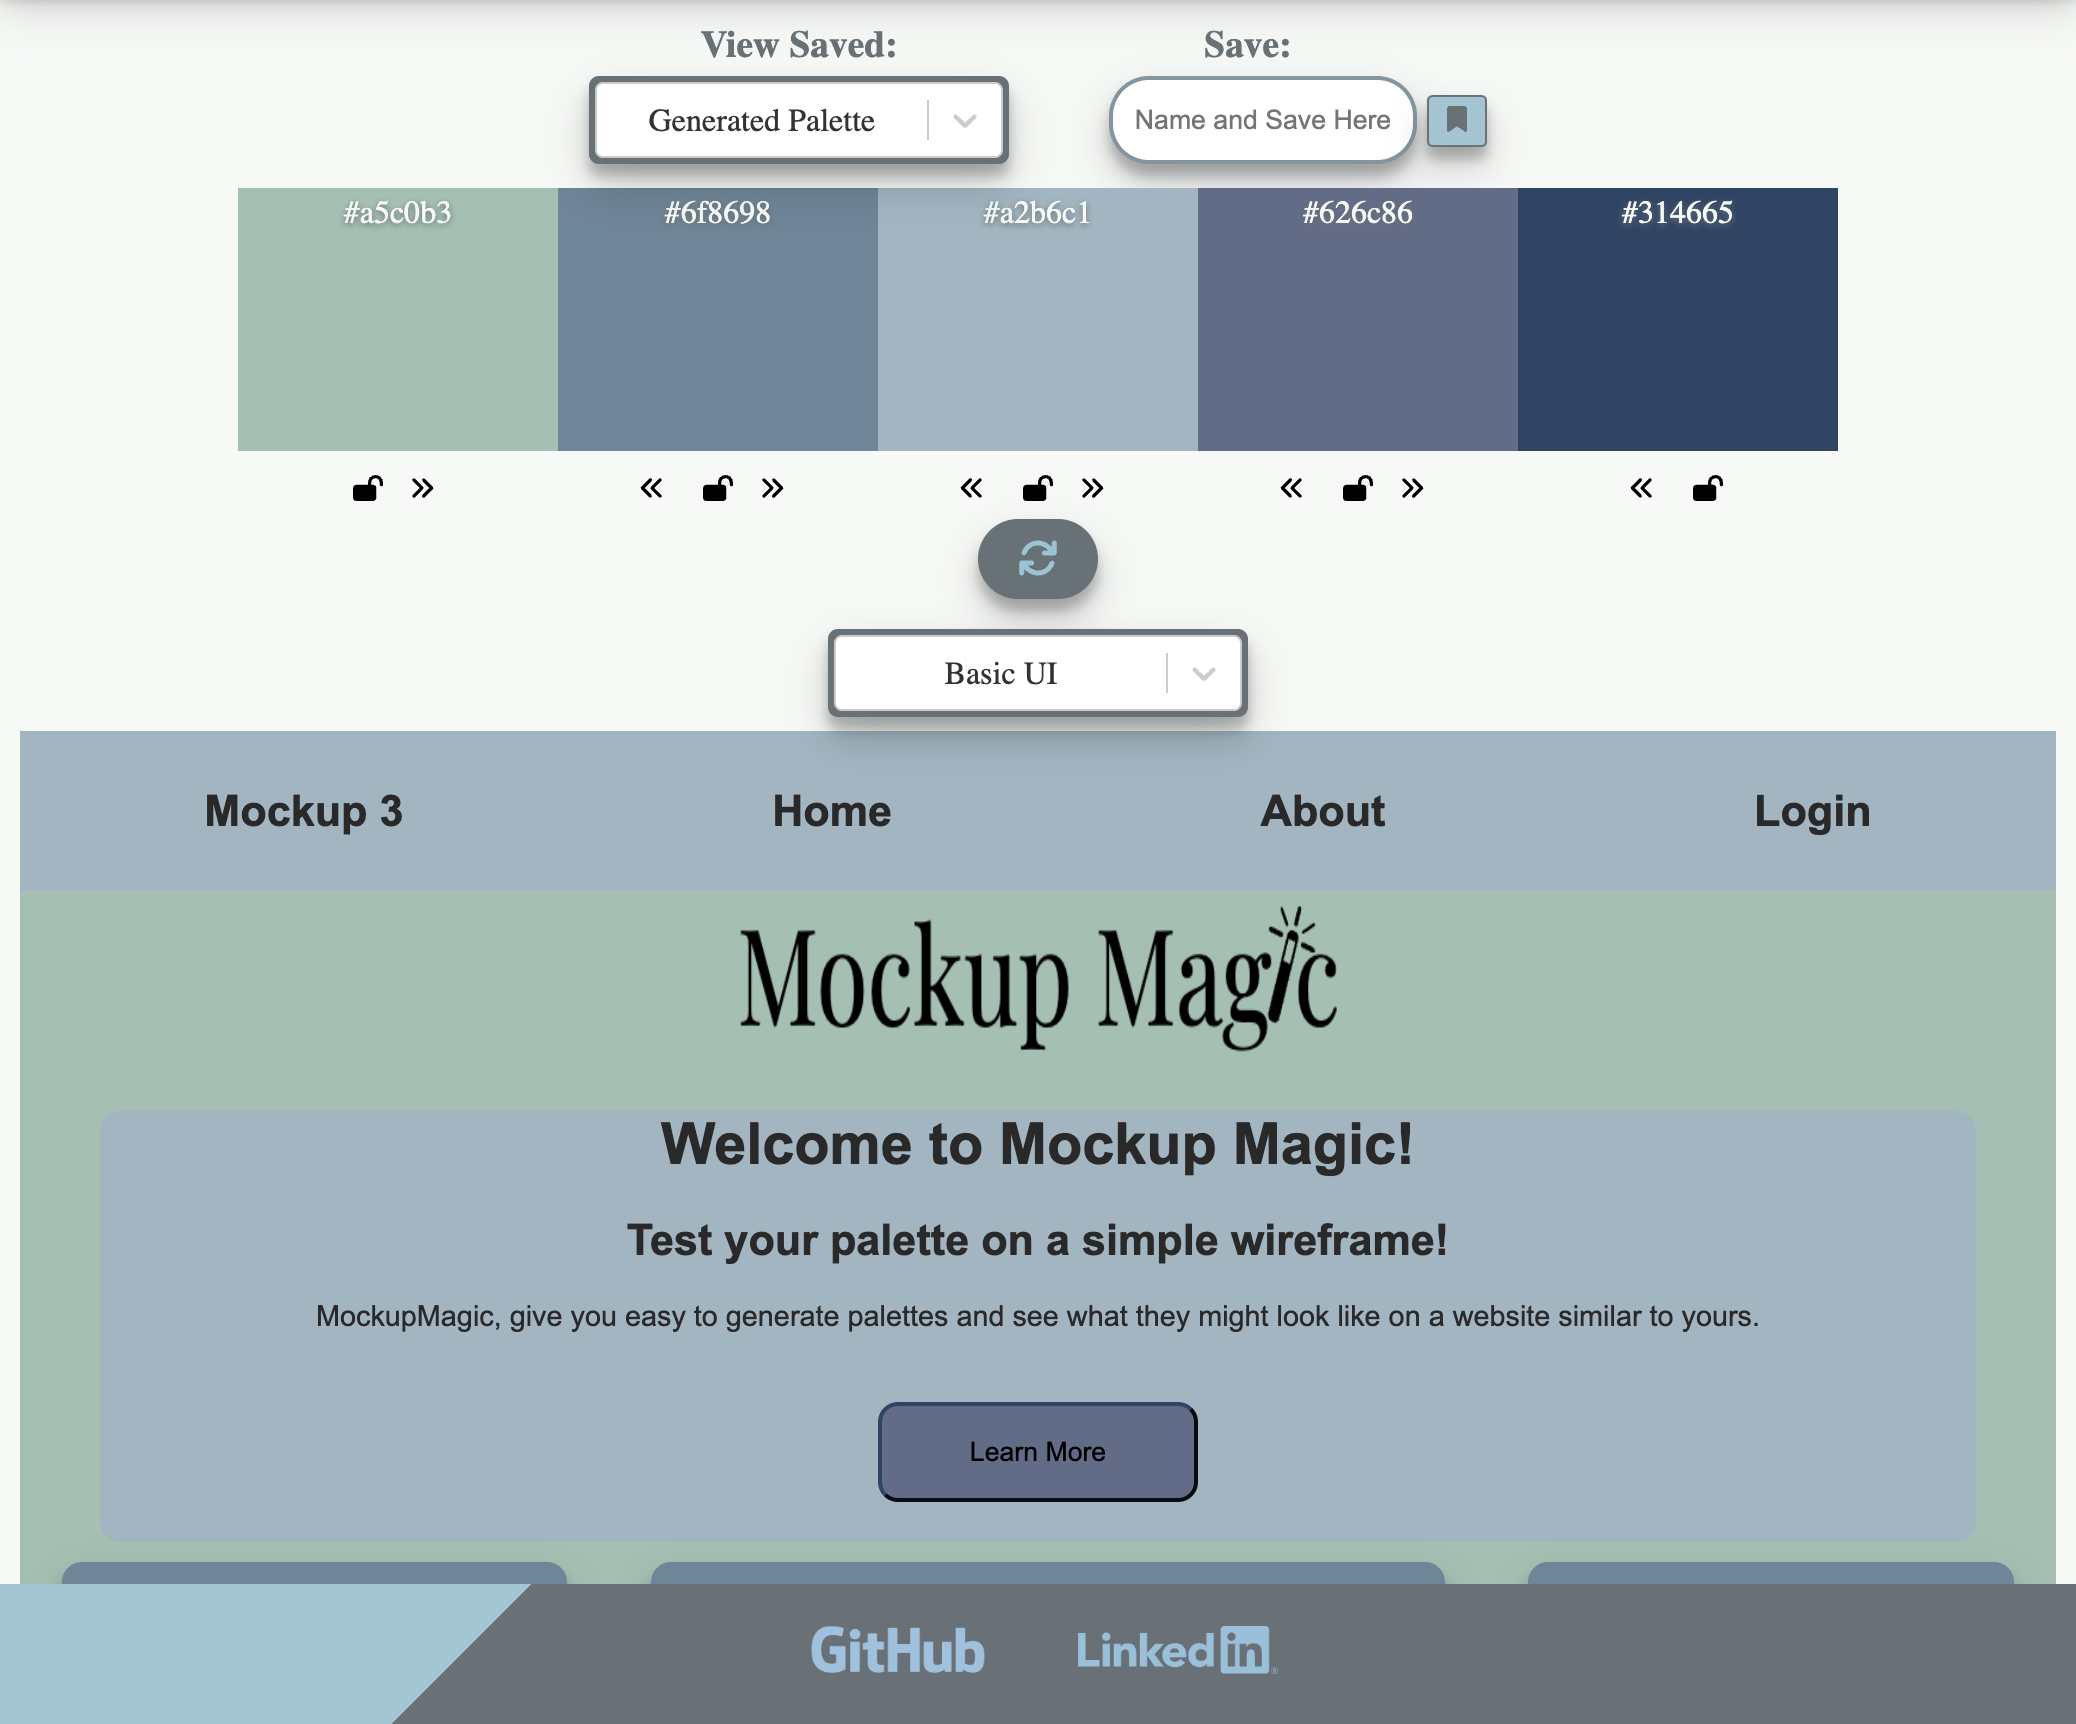 View Saved:
Save:
Generated Palette
Name and Save Here
#a5c0b3
#6f8698
#a2b6c1
#626c86
#314665
Basic UI
Mockup 3
Home
About
Login
Mockup Magic
Welcome to Mockup Magic!
Test your palette on a simple wireframe!
MockupMagic, give you easy to generate palettes and see what they might look like on a website similar to yours.
Learn More
GitHub
Linkedin®